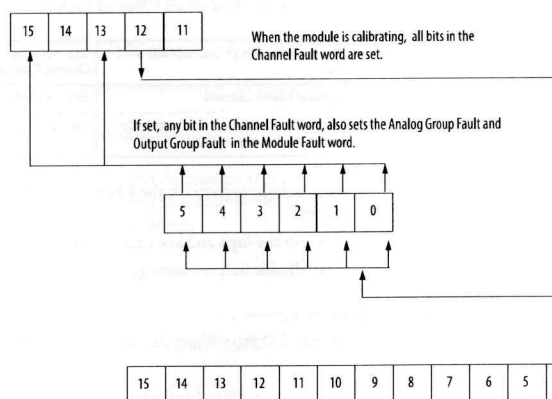 15 14 13 12 11
When the module is calibrating, all bits in the
Channel Fault word are set.
If set, any bit in the Channel Fault word, also sets the Analog Group Fault and
Output Group Fault in the Module Fault word.
5 4 3 2 1 0
15 14 13 12 11 10 9 8 7 6 5